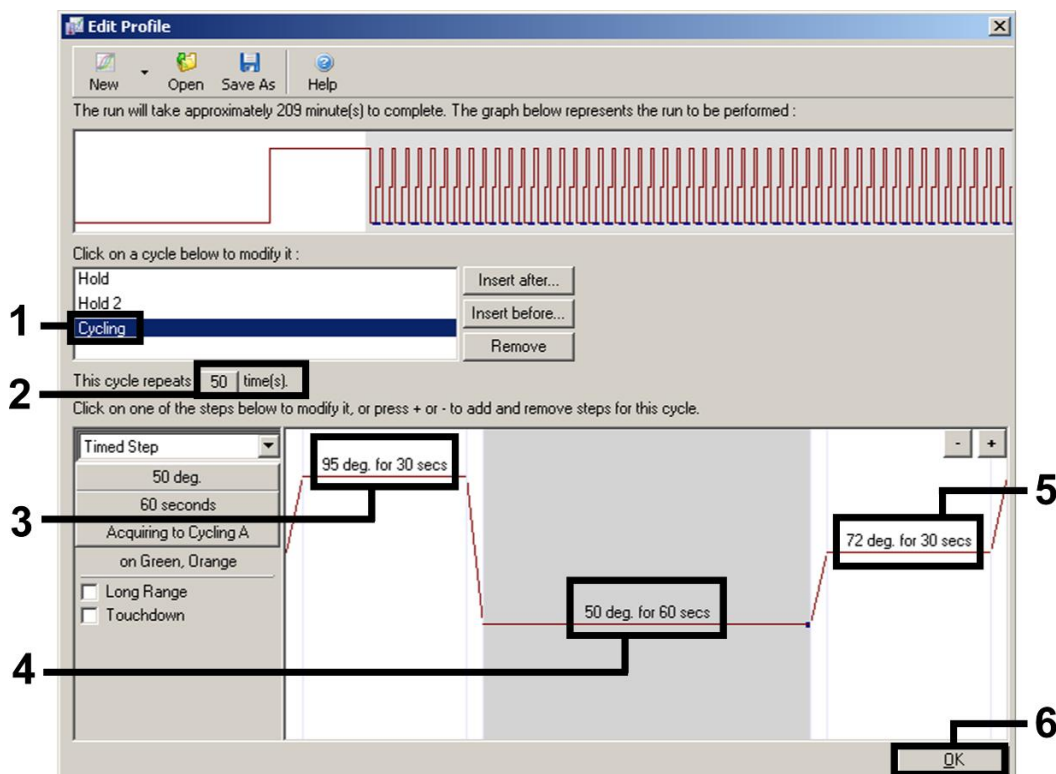 Edit Profile
New Open Save As Help
The run will take approximately 209 minute(s) to complete. The graph below represents the run to be performed :
Click on a cycle below to modify it :
Hold
Hold 2
Cycling
Insert after...
Insert before...
Remove
1
This cycle repeats 50 time(s).
2
Click on one of the steps below to modify it, or press + or - to add and remove steps for this cycle.
Timed Step
50 deg.
60 seconds
Acquiring to Cycling A
on Green, Orange
Long Range
Touchdown
95 deg. for 30 secs
3
50 deg. for 60 secs
4
- +
72 deg. for 30 secs
5
OK
6